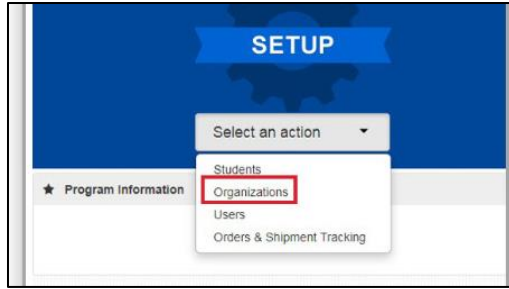 SETUP
Select an action
Students
Program Information
Organizations
Users
Orders & Shipment Tracking